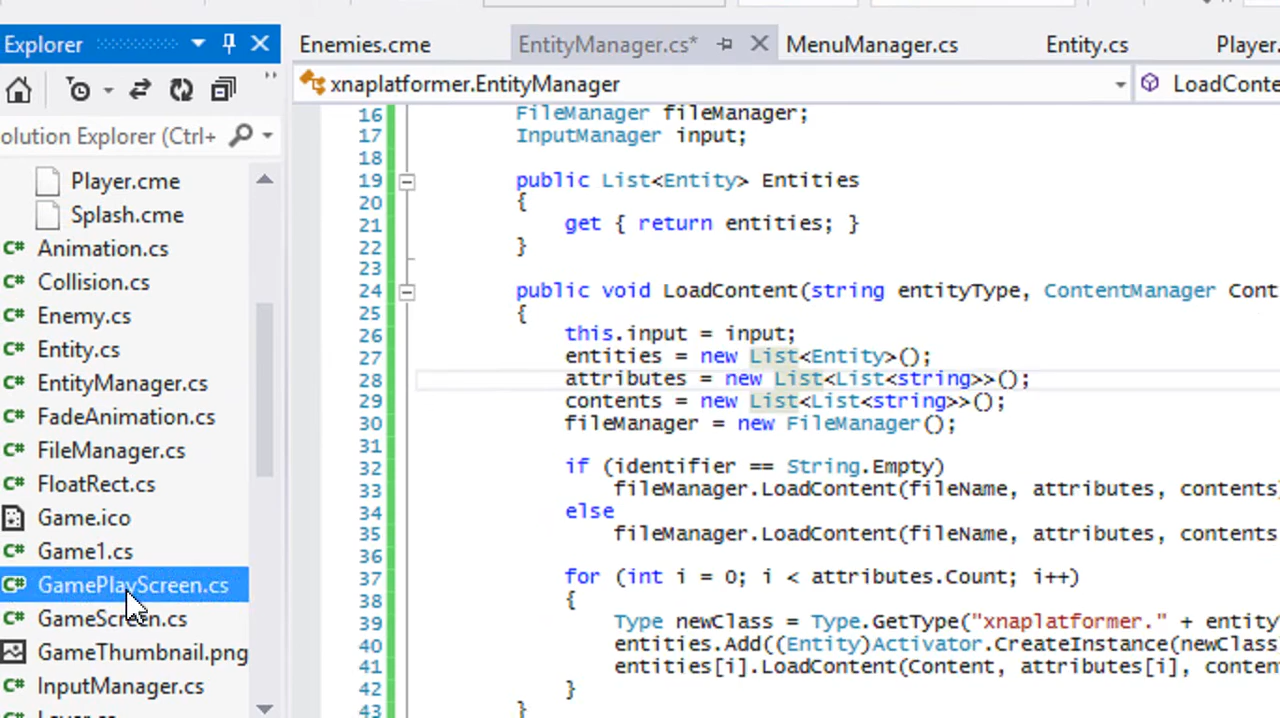 Explorer
Enemies.cme EntityManager.cs* MenuManager.cs Entity.cs Player.
xnaplatformer.EntityManager LoadConte
olution Explorer (Ctrl+
Player.cme
Splash.cme
Animation.cs
Collision.cs
Enemy.cs
Entity.cs
EntityManager.cs
FadeAnimation.cs
FileManager.cs
FloatRect.cs
Game.ico
Game1.cs
GamePlayScreen.cs
GameScreen.cs
GameThumbnail.png
InputManager.cs
16 FileManager fileManager;
17 InputManager input;
18
19 public List<Entity> Entities
20 {
21 get { return entities; }
22 }
23
24 public void LoadContent(string entityType, ContentManager Cont
25 {
26 this.input = input;
27 entities = new List<Entity>();
28 attributes = new List<List<string>>();
29 contents = new List<List<string>>();
30 fileManager = new FileManager();
31
32 if (identifier == String.Empty)
33 fileManager.LoadContent(fileName, attributes, contents
34 else
35 fileManager.LoadContent(fileName, attributes, contents
36
37 for (int i = 0; i < attributes.Count; i++)
38 {
39 Type newClass = Type.GetType("xnaplatformer." + entity
40 entities.Add((Entity)Activator.CreateInstance(newClass
41 entities[i].LoadContent(Content, attributes[i], conten
42 }
43 }